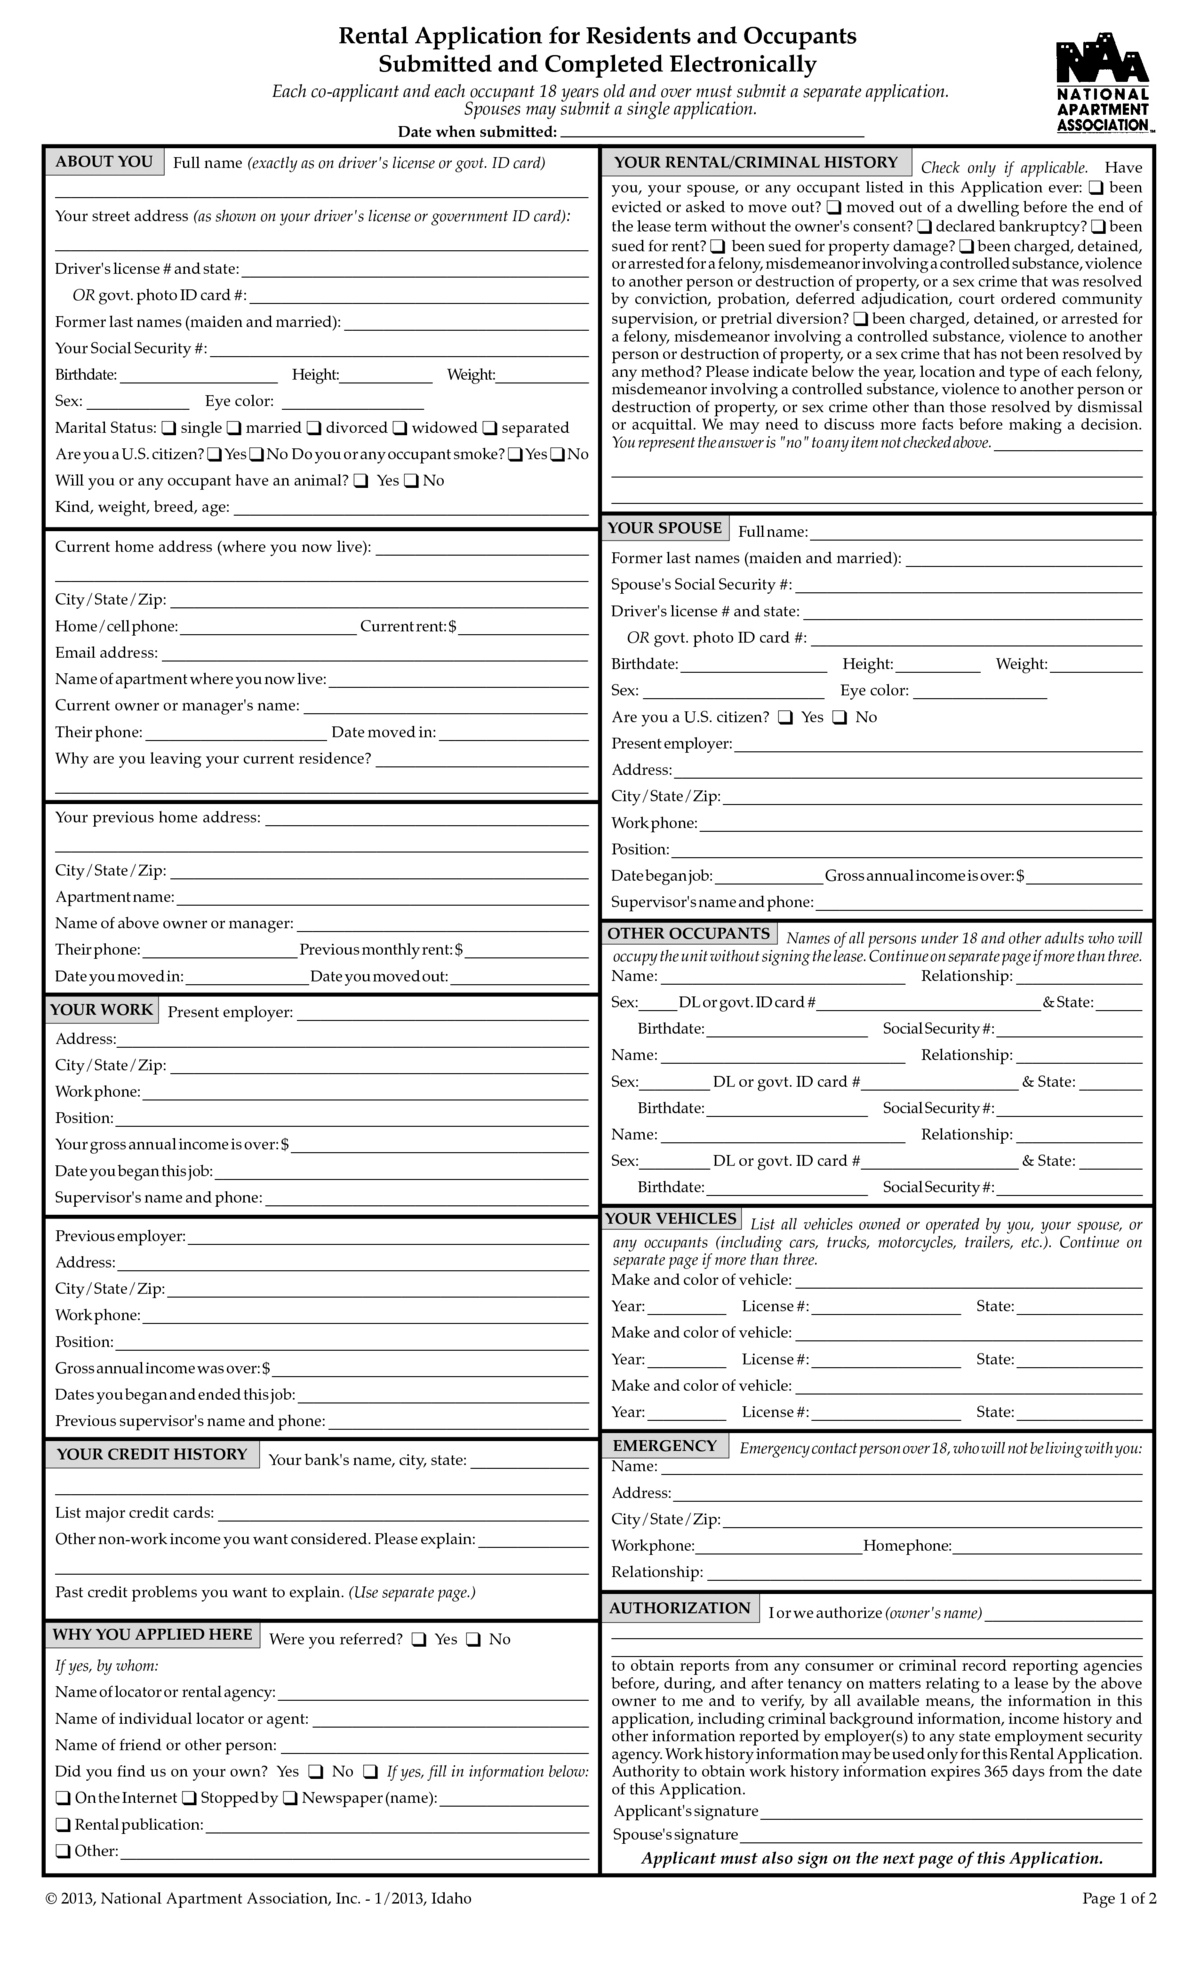 Rental Application for Residents and Occupants
Submitted and Completed Electronically
Each co-applicant and each occupant 18 years old and over must submit a separate application.
Spouses may submit a single application.
Date when submitted:
NAA
NATIONAL
APARTMENT
ASSOCIATION
ABOUT YOU Full name (exactly as on driver's license or govt. ID card)
Your street address (as shown on your driver's license or government ID card):
Driver's license # and state:
OR govt. photo ID card #:
Former last names (maiden and married):
Your Social Security #:
Birthdate: Height: Weight:
Sex: Eye color:
Marital Status: ❑ single ❑ married ❑ divorced ❑ widowed ❑ separated
Are you a U.S. citizen? ❑ Yes ❑ No Do you or any occupant smoke? ❑ Yes ❑ No
Will you or any occupant have an animal? ❑ Yes ❑ No
Kind, weight, breed, age:
Current home address (where you now live):
City/State/Zip:
Home/cell phone: Current rent: $
Email address:
Name of apartment where you now live:
Current owner or manager's name:
Their phone: Date moved in:
Why are you leaving your current residence?
Your previous home address:
City/State/Zip:
Apartment name:
Name of above owner or manager:
Their phone: Previous monthly rent: $
Date you moved in: Date you moved out:
YOUR WORK Present employer:
Address:
City/State/Zip:
Work phone:
Position:
Your gross annual income is over: $
Date you began this job:
Supervisor's name and phone:
Previous employer:
Address:
City/State/Zip:
Work phone:
Position:
Gross annual income was over: $
Dates you began and ended this job:
Previous supervisor's name and phone:
YOUR CREDIT HISTORY Your bank's name, city, state:
List major credit cards:
Other non-work income you want considered. Please explain:
Past credit problems you want to explain. (Use separate page.)
WHY YOU APPLIED HERE Were you referred? ❑ Yes ❑ No
If yes, by whom:
Name of locator or rental agency:
Name of individual locator or agent:
Name of friend or other person:
Did you find us on your own? Yes ❑ No ❑ If yes, fill in information below:
❑ On the Internet ❑ Stopped by ❑ Newspaper (name):
❑ Rental publication:
❑ Other:
YOUR RENTAL/CRIMINAL HISTORY Check only if applicable. Have
you, your spouse, or any occupant listed in this Application ever: ❑ been
evicted or asked to move out? ❑ moved out of a dwelling before the end of
the lease term without the owner's consent? ❑ declared bankruptcy? ❑ been
sued for rent? ❑ been sued for property damage? ❑ been charged, detained,
or arrested for a felony, misdemeanor involving a controlled substance, violence
to another person or destruction of property, or a sex crime that was resolved
by conviction, probation, deferred adjudication, court ordered community
supervision, or pretrial diversion? ❑ been charged, detained, or arrested for
a felony, misdemeanor involving a controlled substance, violence to another
person or destruction of property, or a sex crime that has not been resolved by
any method? Please indicate below the year, location and type of each felony,
misdemeanor involving a controlled substance, violence to another person or
destruction of property, or sex crime other than those resolved by dismissal
or acquittal. We may need to discuss more facts before making a decision.
You represent the answer is "no" to any item not checked above.
YOUR SPOUSE Full name:
Former last names (maiden and married):
Spouse's Social Security #:
Driver's license # and state:
OR govt. photo ID card #:
Birthdate: Height: Weight:
Sex: Eye color:
Are you a U.S. citizen? ❑ Yes ❑ No
Present employer:
Address:
City/State/Zip:
Work phone:
Position:
Date began job: Gross annual income is over: $
Supervisor's name and phone:
OTHER OCCUPANTS Names of all persons under 18 and other adults who will
occupy the unit without signing the lease. Continue on separate page if more than three.
Name: Relationship:
Sex: DL or govt. ID card # & State:
Birthdate: Social Security #:
Name: Relationship:
Sex: DL or govt. ID card # & State:
Birthdate: Social Security #:
Name: Relationship:
Sex: DL or govt. ID card # & State:
Birthdate: Social Security #:
YOUR VEHICLES List all vehicles owned or operated by you, your spouse, or
any occupants (including cars, trucks, motorcycles, trailers, etc.). Continue on
separate page if more than three.
Make and color of vehicle:
Year: License #: State:
Make and color of vehicle:
Year: License #: State:
Make and color of vehicle:
Year: License #: State:
EMERGENCY Emergency contact person over 18, who will not be living with you:
Name:
Address:
City/State/Zip:
Work phone: Home phone:
Relationship:
AUTHORIZATION I or we authorize (owner's name)
to obtain reports from any consumer or criminal record reporting agencies
before, during, and after tenancy on matters relating to a lease by the above
owner to me and to verify, by all available means, the information in this
application, including criminal background information, income history and
other information reported by employer(s) to any state employment security
agency. Work history information may be used only for this Rental Application.
Authority to obtain work history information expires 365 days from the date
of this Application.
Applicant's signature
Spouse's signature
Applicant must also sign on the next page of this Application.
© 2013, National Apartment Association, Inc. - 1/2013, Idaho
Page 1 of 2